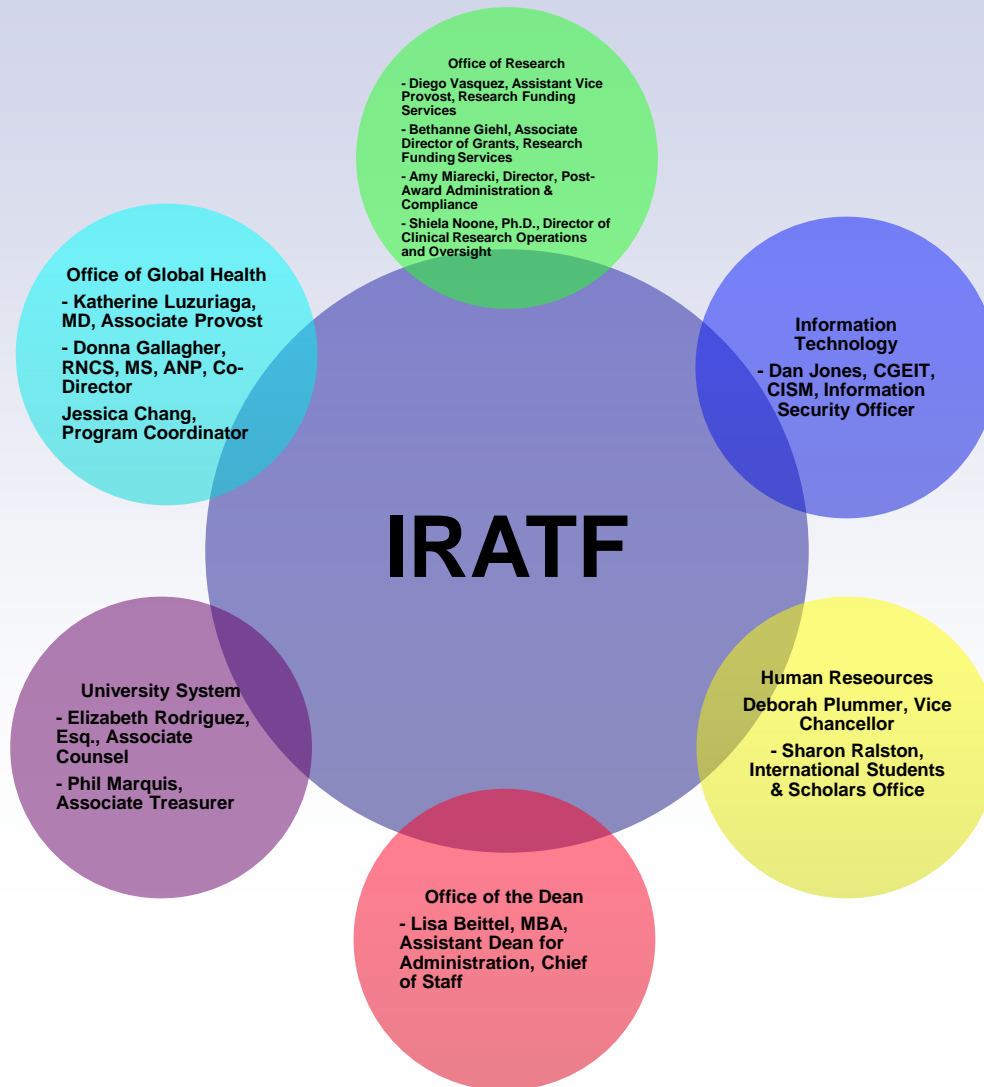 Office of Research
- Diego Vasquez, Assistant Vice
Provost, Research Funding
Services
- Bethanne Giehl, Associate
Director of Grants, Research
Funding Services
- Amy Miarecki, Director, Post-
Award Administration &
Compliance
- Shiela Noone, Ph.D., Director of
Clinical Research Operations
and Oversight
Office of Global Health
- Katherine Luzuriaga,
MD, Associate Provost
- Donna Gallagher,
RNCS, MS, ANP, Co-
Director
Jessica Chang,
Program Coordinator
Information
Technology
- Dan Jones, CGEIT,
CISM, Information
Security Officer
IRATF
University System
- Elizabeth Rodriguez,
Esq., Associate
Counsel
- Phil Marquis,
Associate Treasurer
Human Reseources
Deborah Plummer, Vice
Chancellor
- Sharon Ralston,
International Students
& Scholars Office
Office of the Dean
- Lisa Beittel, MBA,
Assistant Dean for
Administration, Chief
of Staff